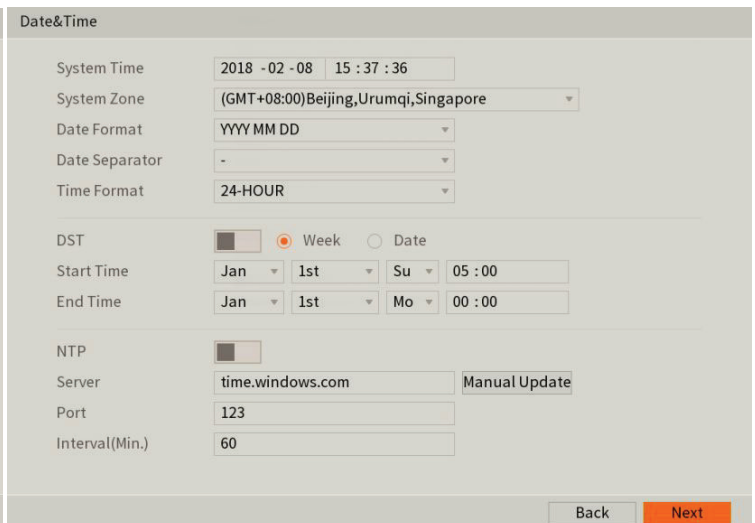 Date&Time
System Time 2018 - 02 - 08 15 : 37 : 36
System Zone (GMT+08:00)Beijing,Urumqi,Singapore
Date Format YYYY MM DD
Date Separator -
Time Format 24-HOUR
DST Week Date
Start Time Jan 1st Su 05 : 00
End Time Jan 1st Mo 00 : 00
NTP
Server time.windows.com Manual Update
Port 123
Interval(Min.) 60
Back Next